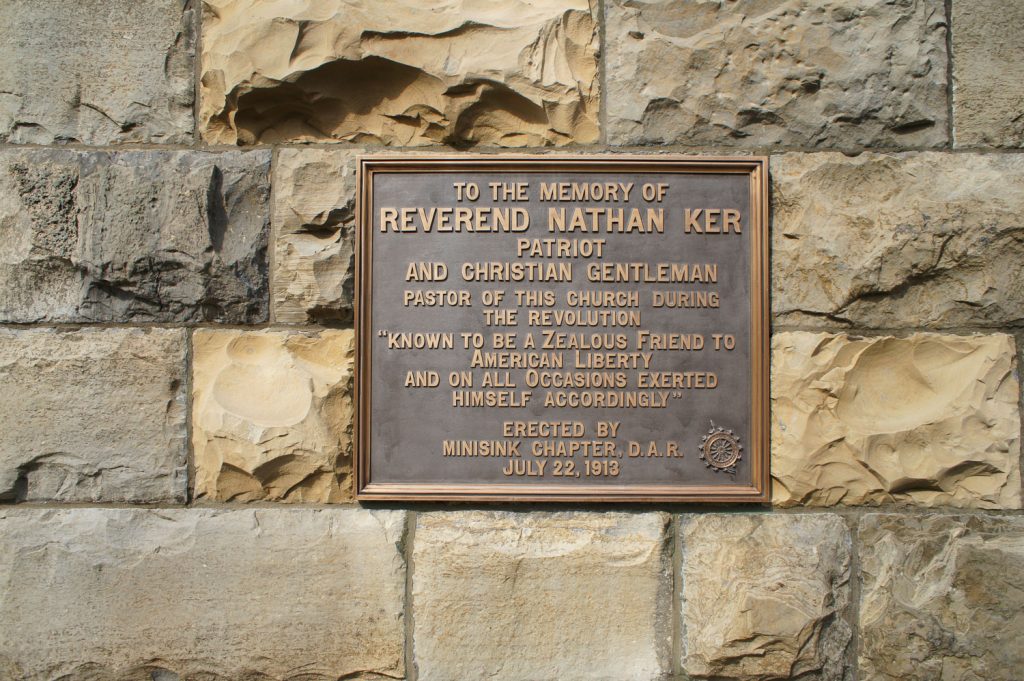 TO THE MEMORY OF
REVEREND NATHAN KER
PATRIOT
AND CHRISTIAN GENTLEMAN
PASTOR OF THIS CHURCH DURING
THE REVOLUTION
"KNOWN TO BE A ZEALOUS FRIEND TO
AMERICAN LIBERTY
AND ON ALL OCCASIONS EXERTED
HIMSELF ACCORDINGLY"
ERECTED BY
MINISINK CHAPTER, D.A.R.
JULY 22, 1913